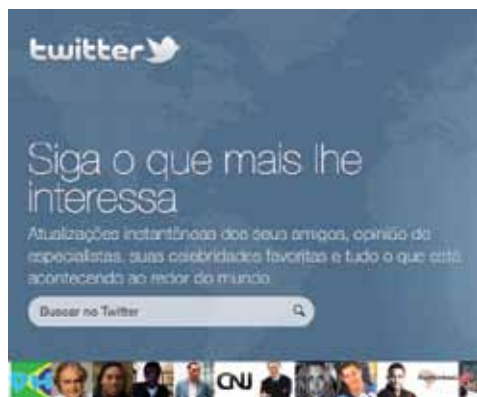 twitter
Siga o que mais lhe
interessa
Atualizações instantâneas dos seus amigos, opinião de
especialistas, suas celebridades favoritas e tudo o que está
acontecendo ao redor do mundo.
Buscar no Twitter
CNJ